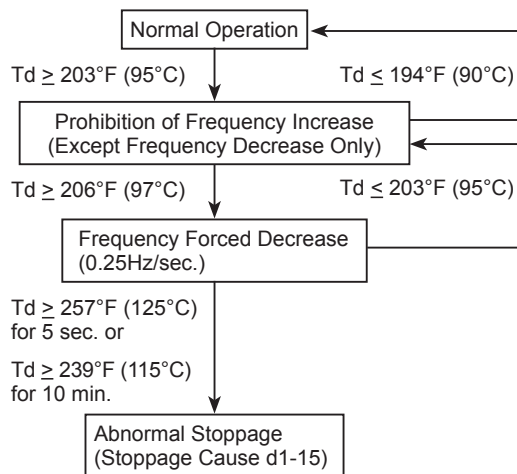 Normal Operation
Td ≥ 203°F (95°C)
Td ≤ 194°F (90°C)
Prohibition of Frequency Increase
(Except Frequency Decrease Only)
Td ≥ 206°F (97°C)
Td ≤ 203°F (95°C)
Frequency Forced Decrease
(0.25Hz/sec.)
Td ≥ 257°F (125°C)
for 5 sec. or
Td ≥ 239°F (115°C)
for 10 min.
Abnormal Stoppage
(Stoppage Cause d1-15)